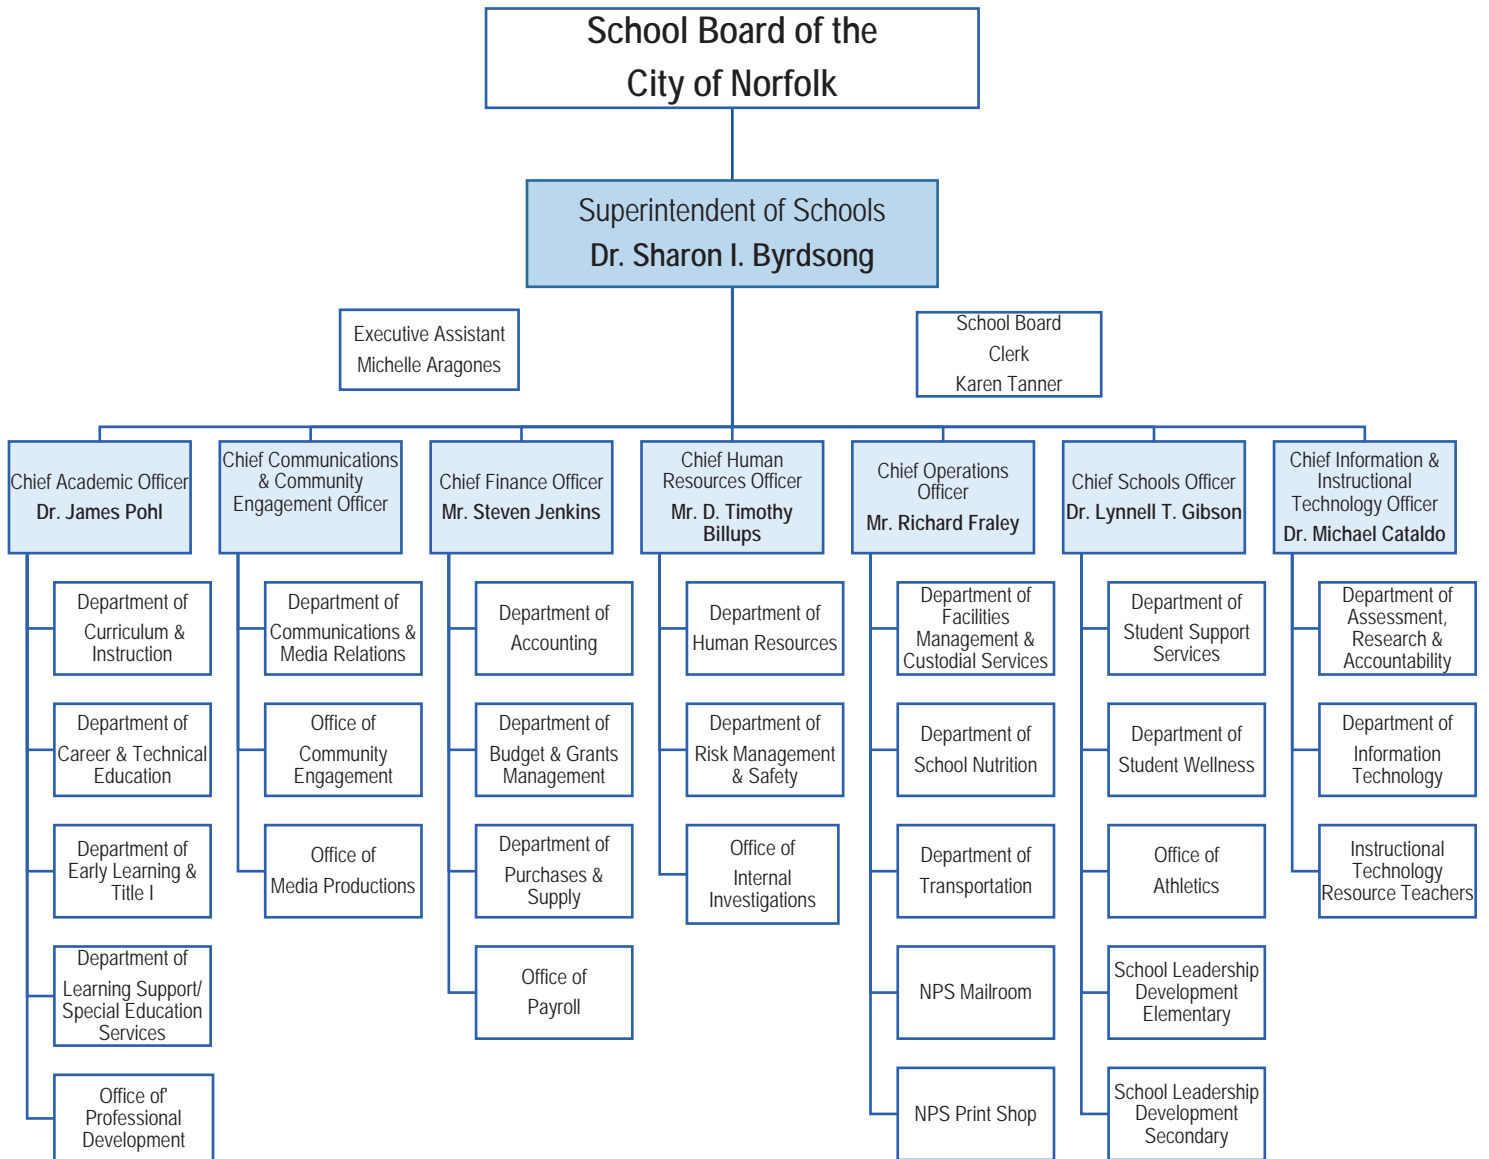 School Board of the
City of Norfolk
Superintendent of Schools
Dr. Sharon I. Byrdsong
Executive Assistant
Michelle Aragones
School Board
Clerk
Karen Tanner
Chief Academic Officer
Dr. James Pohl
Chief Communications
& Community
Engagement Officer
Chief Finance Officer
Mr. Steven Jenkins
Chief Human
Resources Officer
Mr. D. Timothy
Billups
Chief Operations
Officer
Mr. Richard Fraley
Chief Schools Officer
Dr. Lynnell T. Gibson
Chief Information &
Instructional
Technology Officer
Dr. Michael Cataldo
Department of
Curriculum &
Instruction
Department of
Career & Technical
Education
Department of
Early Learning &
Title I
Department of
Learning Support/
Special Education
Services
Office of'
Professional
Development
Department of
Communications &
Media Relations
Office of
Community
Engagement
Office of
Media Productions
Department of
Accounting
Department of
Budget & Grants
Management
Department of
Purchases &
Supply
Office of
Payroll
Department of
Human Resources
Department of
Risk Management
& Safety
Office of
Internal
Investigations
Department of
Facilities
Management &
Custodial Services
Department of
School Nutrition
Department of
Transportation
NPS Mailroom
NPS Print Shop
Department of
Student Support
Services
Department of
Student Wellness
Office of
Athletics
School Leadership
Development
Elementary
School Leadership
Development
Secondary
Department of
Assessment,
Research &
Accountability
Department of
Information
Technology
Instructional
Technology
Resource Teachers